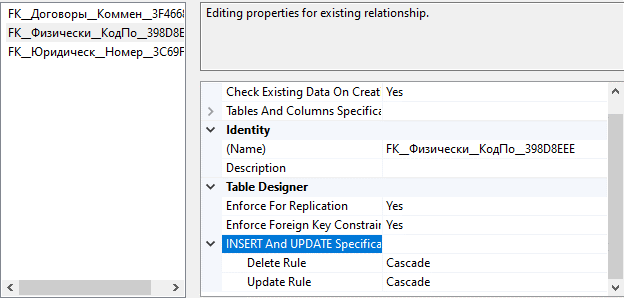 FK__Договоры__Коммен__3F466
FK__Физически__КодПо__398D8E
FK__Юридическ__Номер__3C69F
Editing properties for existing relationship.
Check Existing Data On Creat Yes
Tables And Columns Specifica
Identity
(Name) FK__Физически__КодПо__398D8EEE
Description
Table Designer
Enforce For Replication Yes
Enforce Foreign Key Constrain Yes
INSERT And UPDATE Specifica
Delete Rule Cascade
Update Rule Cascade